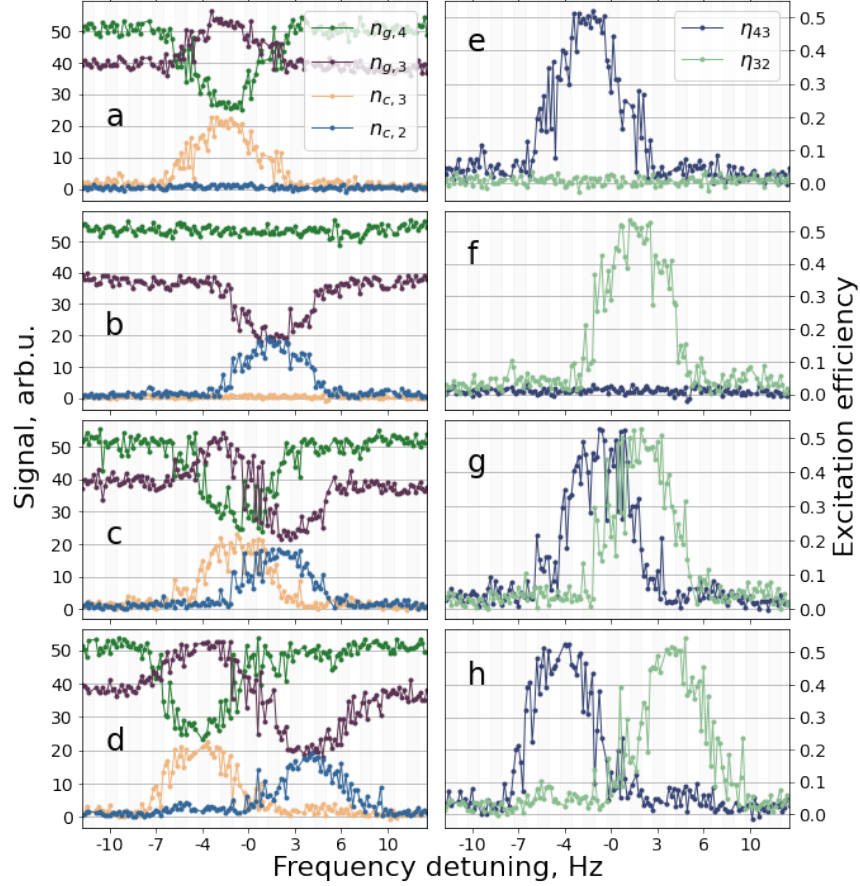 50
40
30
20
10
0
a
n_{g,4}
n_{g,3}
n_{c,3}
n_{c,2}
e
η_{43}
η_{32}
0.5
0.4
0.3
0.2
0.1
0.0
50
40
30
20
10
0
b
f
0.5
0.4
0.3
0.2
0.1
0.0
Signal, arb.u.
Excitation efficiency
50
40
30
20
10
0
c
g
0.5
0.4
0.3
0.2
0.1
0.0
50
40
30
20
10
0
d
h
0.5
0.4
0.3
0.2
0.1
0.0
-10 -7 -4 -0 3 6 10
-10 -7 -4 -0 3 6 10
Frequency detuning, Hz